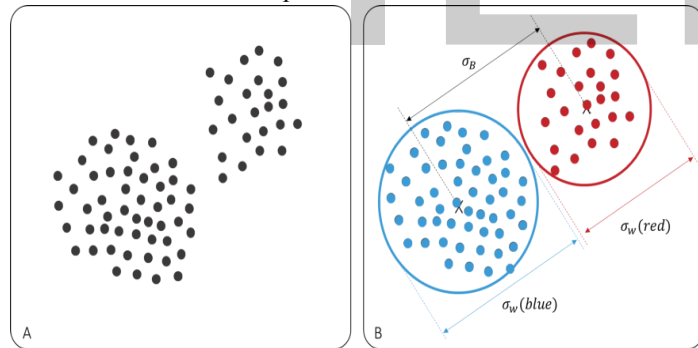 A
B
σ_B
σ_w(red)
σ_w(blue)
X
X